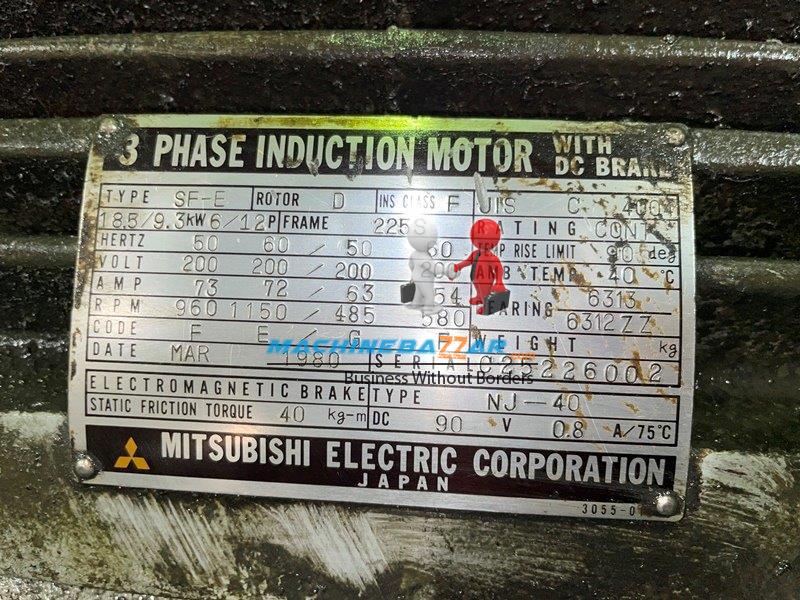 3 PHASE INDUCTION MOTOR WITH DC BRAKE
TYPE SF-E ROTOR D INS CLASS F JIS C 4004
18.5/9.3 kW 6/12 P FRAME 225S RATING CONT
HERTZ 50 60 / 50 60 TEMP RISE LIMIT 90 deg
VOLT 200 200 / 200 200 AMB TEMP 40 °C
AMP 73 72 / 63 54 BEARING 6313
RPM 960 1150 / 485 580 6312ZZ
CODE F E / G WEIGHT kg
DATE MAR 1980 SERIAL 025226002
MACHINEBAZZAR
Business Without Borders
ELECTROMAGNETIC BRAKE TYPE NJ-40
STATIC FRICTION TORQUE 40 kg-m DC 90 V 0.8 A/75°C
MITSUBISHI ELECTRIC CORPORATION
JAPAN